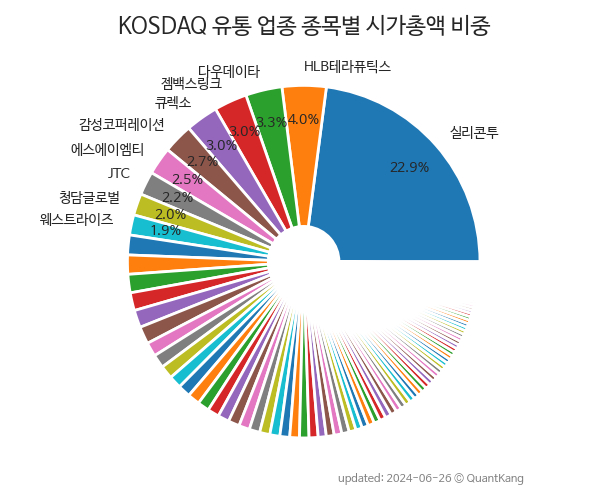 KOSDAQ 유통 업종 종목별 시가총액 비중
HLB테라퓨틱스
다우데이타
젬백스링크
큐렉소
감성코퍼레이션
에스에이엠티
JTC
청담글로벌
웨스트라이즈
실리콘투
22.9%
4.0%
3.3%
3.0%
3.0%
2.7%
2.5%
2.2%
2.0%
1.9%
updated: 2024-06-26 © QuantKang